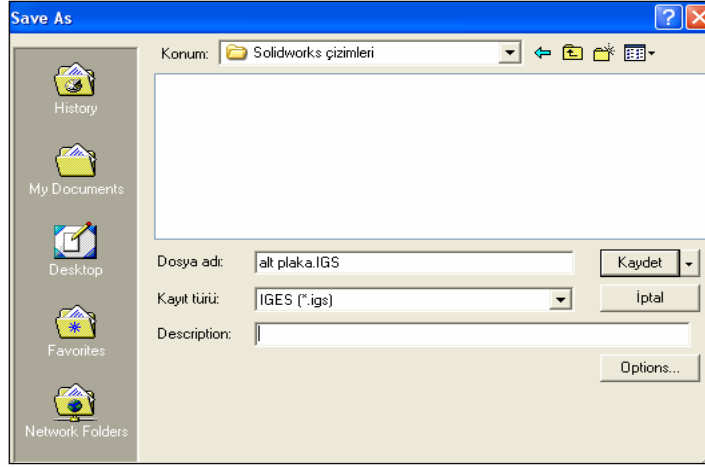 Save As
Konum: Solidworks çizimleri
History
My Documents
Desktop
Favorites
Network Folders
Dosya adı: alt plaka.IGS Kaydet
Kayıt türü: IGES (*.igs) İptal
Description:
Options...